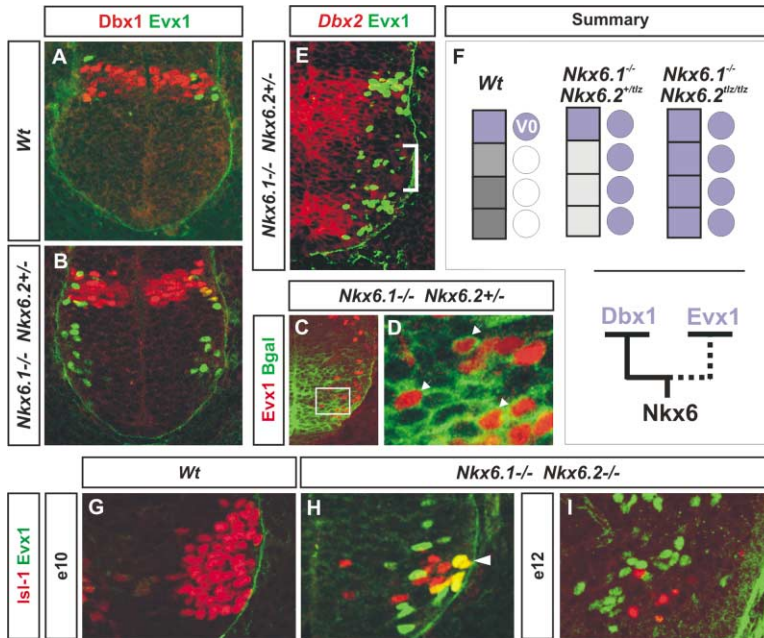 Dbx1 Evx1
Wt
A
Nkx6.1-/- Nkx6.2+/-
B
Dbx2 Evx1
Nkx6.1-/- Nkx6.2+/-
E
Nkx6.1-/- Nkx6.2+/-
Evx1 Bgal
C
D
Summary
F
Wt
Nkx6.1-/-
Nkx6.2+/tlz
Nkx6.1-/-
Nkx6.2tlz/tlz
V0
Dbx1 Evx1
Nkx6
Wt
Nkx6.1-/- Nkx6.2-/-
Isl-1 Evx1
e10
G
H
e12
I